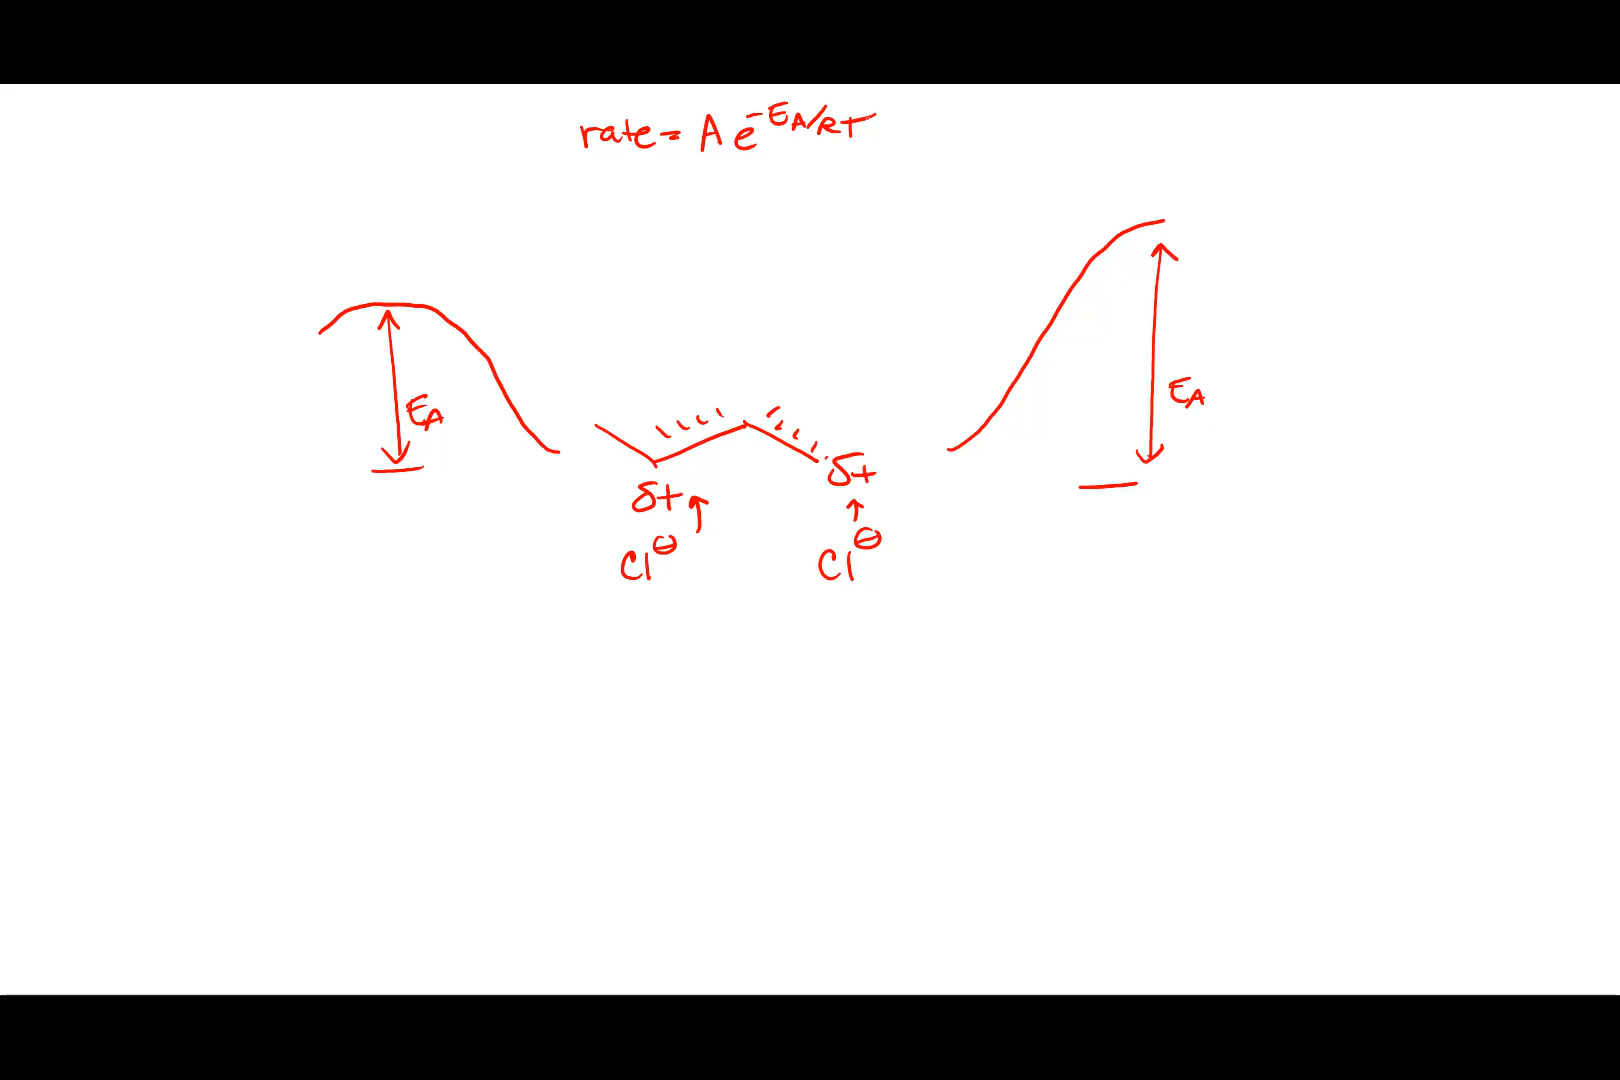 rate = A e^-EA/RT
EA
EA
δ+
δ+
Cl⊖ Cl⊖